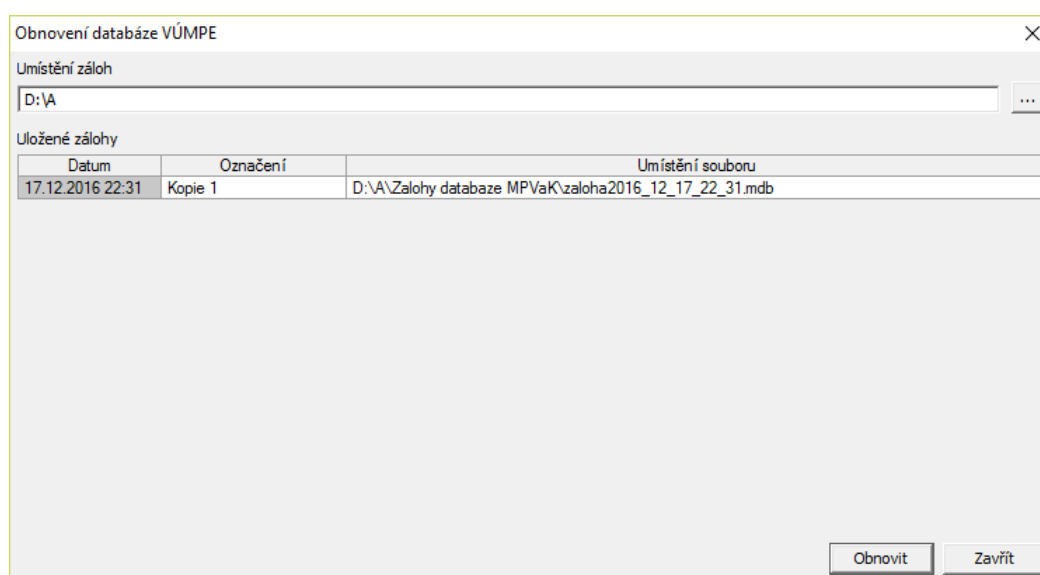 Obnovení databáze VÚMPE
Umístění záloh
D:\A
...
Uložené zálohy
Datum Označení Umístění souboru
17.12.2016 22:31 Kopie 1 D:\A\Zalohy databaze MPVaK\zaloha2016_12_17_22_31.mdb
Obnovit Zavřít